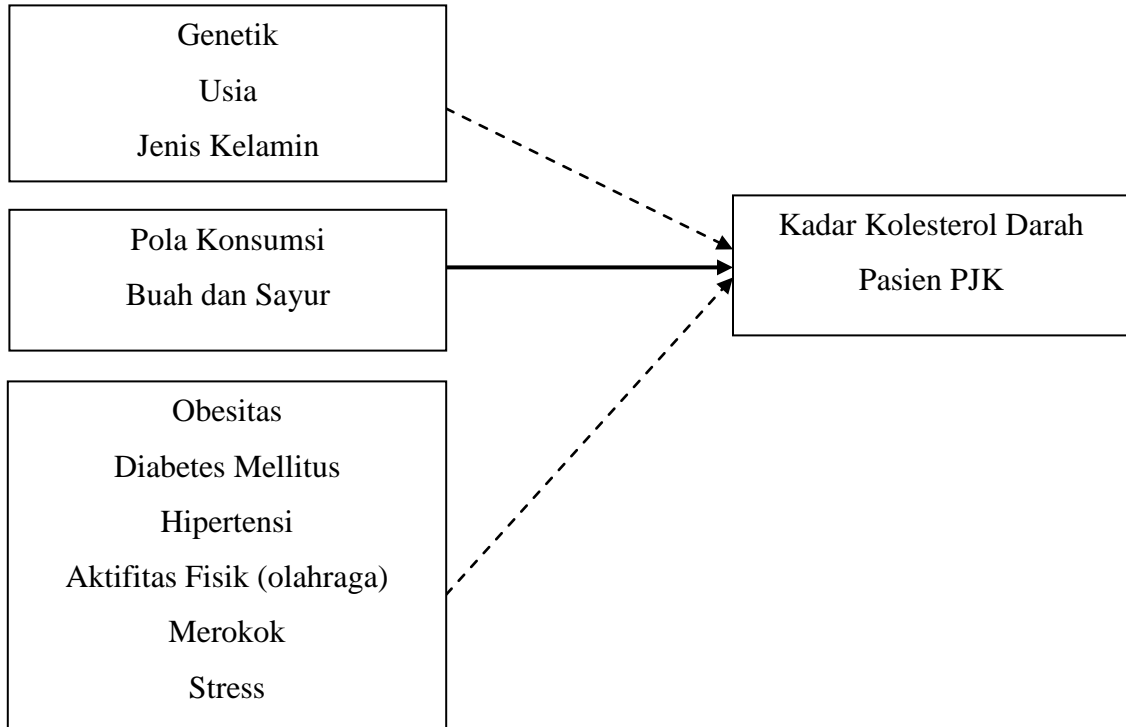 Genetik
Usia
Jenis Kelamin
Pola Konsumsi
Buah dan Sayur
Kadar Kolesterol Darah
Pasien PJK
Obesitas
Diabetes Mellitus
Hipertensi
Aktifitas Fisik (olahraga)
Merokok
Stress